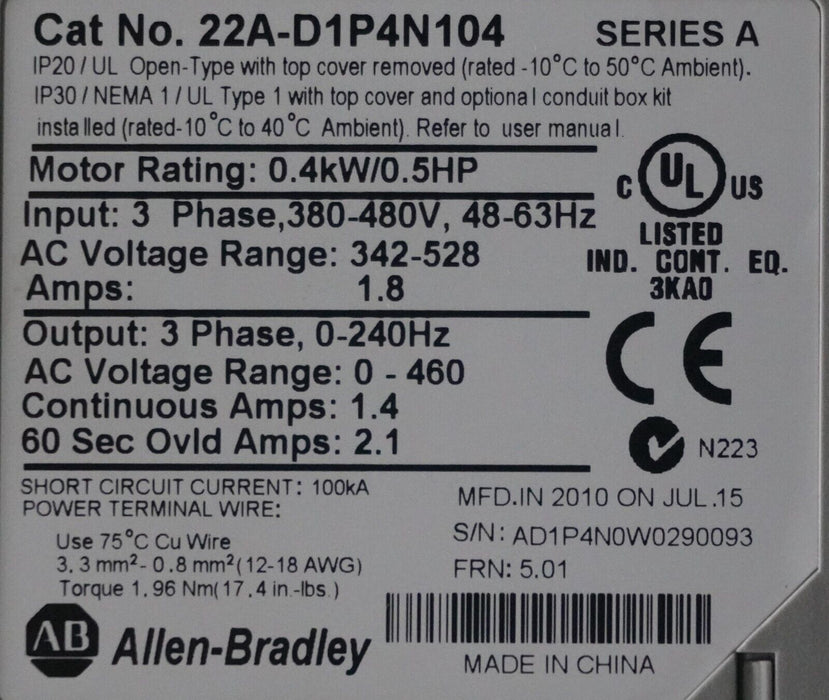 Cat No. 22A-D1P4N104 SERIES A
IP20 / UL Open-Type with top cover removed (rated -10°C to 50°C Ambient).
IP30 / NEMA 1 / UL Type 1 with top cover and optional conduit box kit
installed (rated-10°C to 40°C Ambient). Refer to user manual.
Motor Rating: 0.4kW/0.5HP
C UL US
Input: 3 Phase,380-480V, 48-63Hz
LISTED
AC Voltage Range: 342-528
IND. CONT. EQ.
Amps: 1.8
3KA0
Output: 3 Phase, 0-240Hz
CE
AC Voltage Range: 0 - 460
Continuous Amps: 1.4
60 Sec Ovld Amps: 2.1
N223
SHORT CIRCUIT CURRENT: 100kA
POWER TERMINAL WIRE:
Use 75°C Cu Wire
3.3 mm²- 0.8 mm²(12-18 AWG)
Torque 1.96 Nm(17.4 in.-lbs.)
MFD.IN 2010 ON JUL.15
S/N: AD1P4N0W0290093
FRN: 5.01
AB Allen-Bradley
MADE IN CHINA